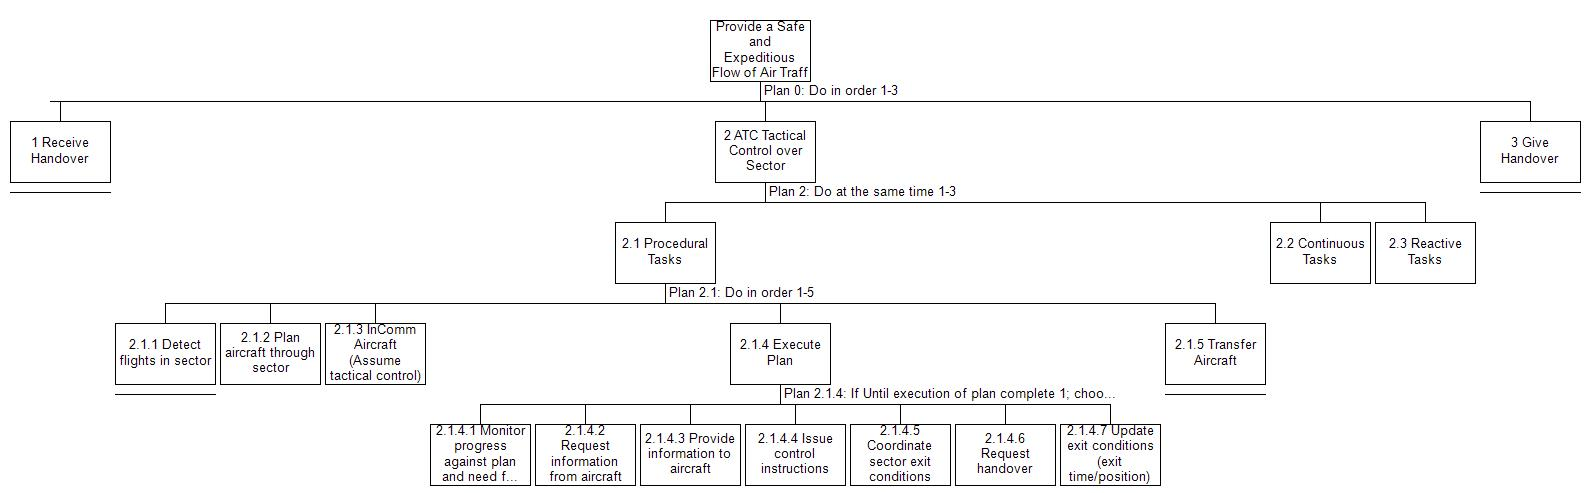 Provide a Safe
and
Expeditious
Flow of Air Traff
Plan 0: Do in order 1-3
1 Receive
Handover
2 ATC Tactical
Control over
Sector
3 Give
Handover
Plan 2: Do at the same time 1-3
2.1 Procedural
Tasks
2.2 Continuous
Tasks
2.3 Reactive
Tasks
Plan 2.1: Do in order 1-5
2.1.1 Detect
flights in sector
2.1.2 Plan
aircraft through
sector
2.1.3 InComm
Aircraft
(Assume
tactical control)
2.1.4 Execute
Plan
2.1.5 Transfer
Aircraft
Plan 2.1.4: If Until execution of plan complete 1; choo...
2.1.4.1 Monitor
progress
against plan
and need f...
2.1.4.2
Request
information
from aircraft
2.1.4.3 Provide
information to
aircraft
2.1.4.4 Issue
control
instructions
2.1.4.5
Coordinate
sector exit
conditions
2.1.4.6
Request
handover
2.1.4.7 Update
exit conditions
(exit
time/position)